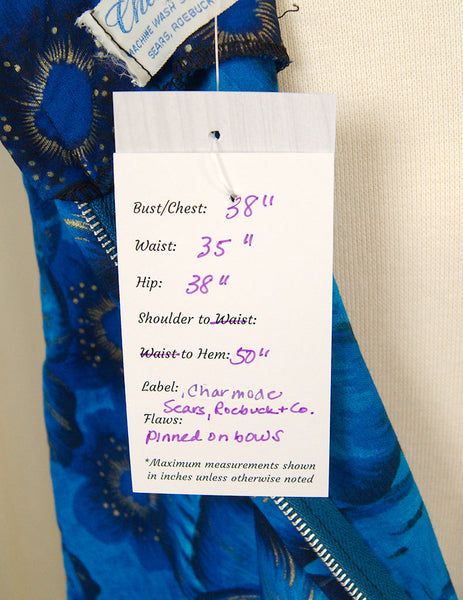 MACHINE WASH
SEARS, ROEBUCK
Bust/Chest: 38"
Waist: 35"
Hip: 38"
Shoulder to Waist:
Waist to Hem: 50"
Label: Charmode
Sears, Roebuck + Co.
Flaws:
pinned on bows
*Maximum measurements shown
in inches unless otherwise noted